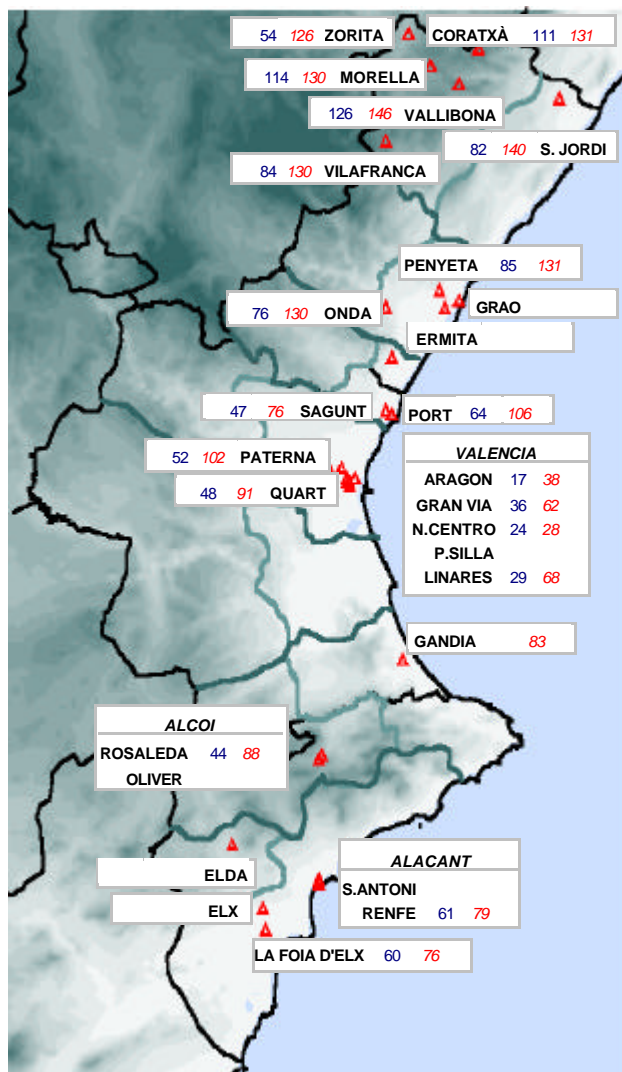 54 126 ZORITA
CORATXÀ 111 131
114 130 MORELLA
126 146 VALLIBONA
82 140 S. JORDI
84 130 VILAFRANCA
PENYETA 85 131
GRAO
76 130 ONDA
ERMITA
47 76 SAGUNT
PORT 64 106
52 102 PATERNA
48 91 QUART
VALENCIA
ARAGON 17 38
GRAN VIA 36 62
N.CENTRO 24 28
P.SILLA
LINARES 29 68
GANDIA 83
ALCOI
ROSALEDA 44 88
OLIVER
ELDA
ELX
ALACANT
S.ANTONI
RENFE 61 79
LA FOIA D'ELX 60 76